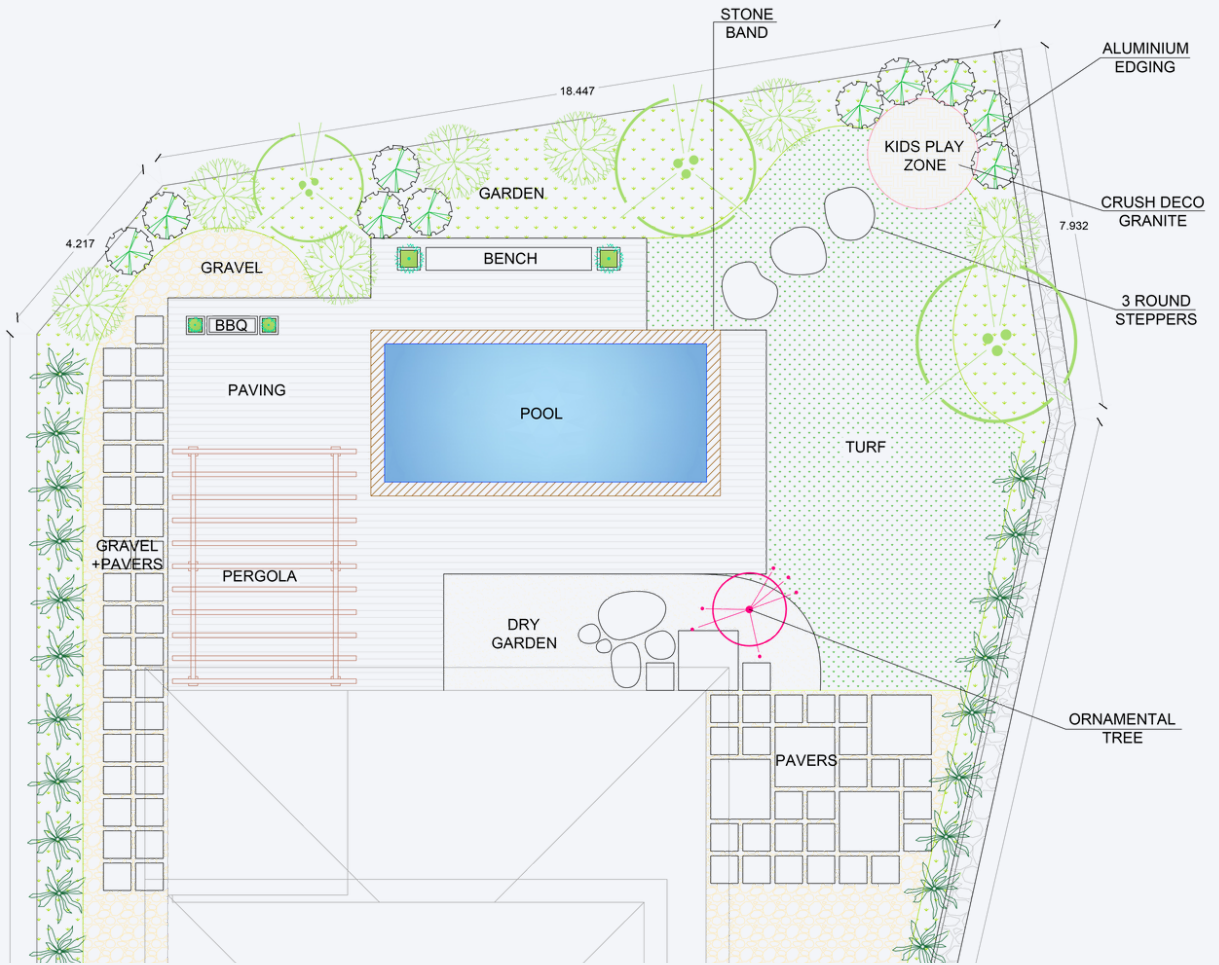 STONE
BAND
ALUMINIUM
EDGING
18.447
KIDS PLAY
ZONE
GARDEN
CRUSH DECO
GRANITE
7.932
4.217
GRAVEL
BENCH
3 ROUND
STEPPERS
BBQ
PAVING
POOL
TURF
GRAVEL
+PAVERS
PERGOLA
DRY
GARDEN
ORNAMENTAL
TREE
PAVERS